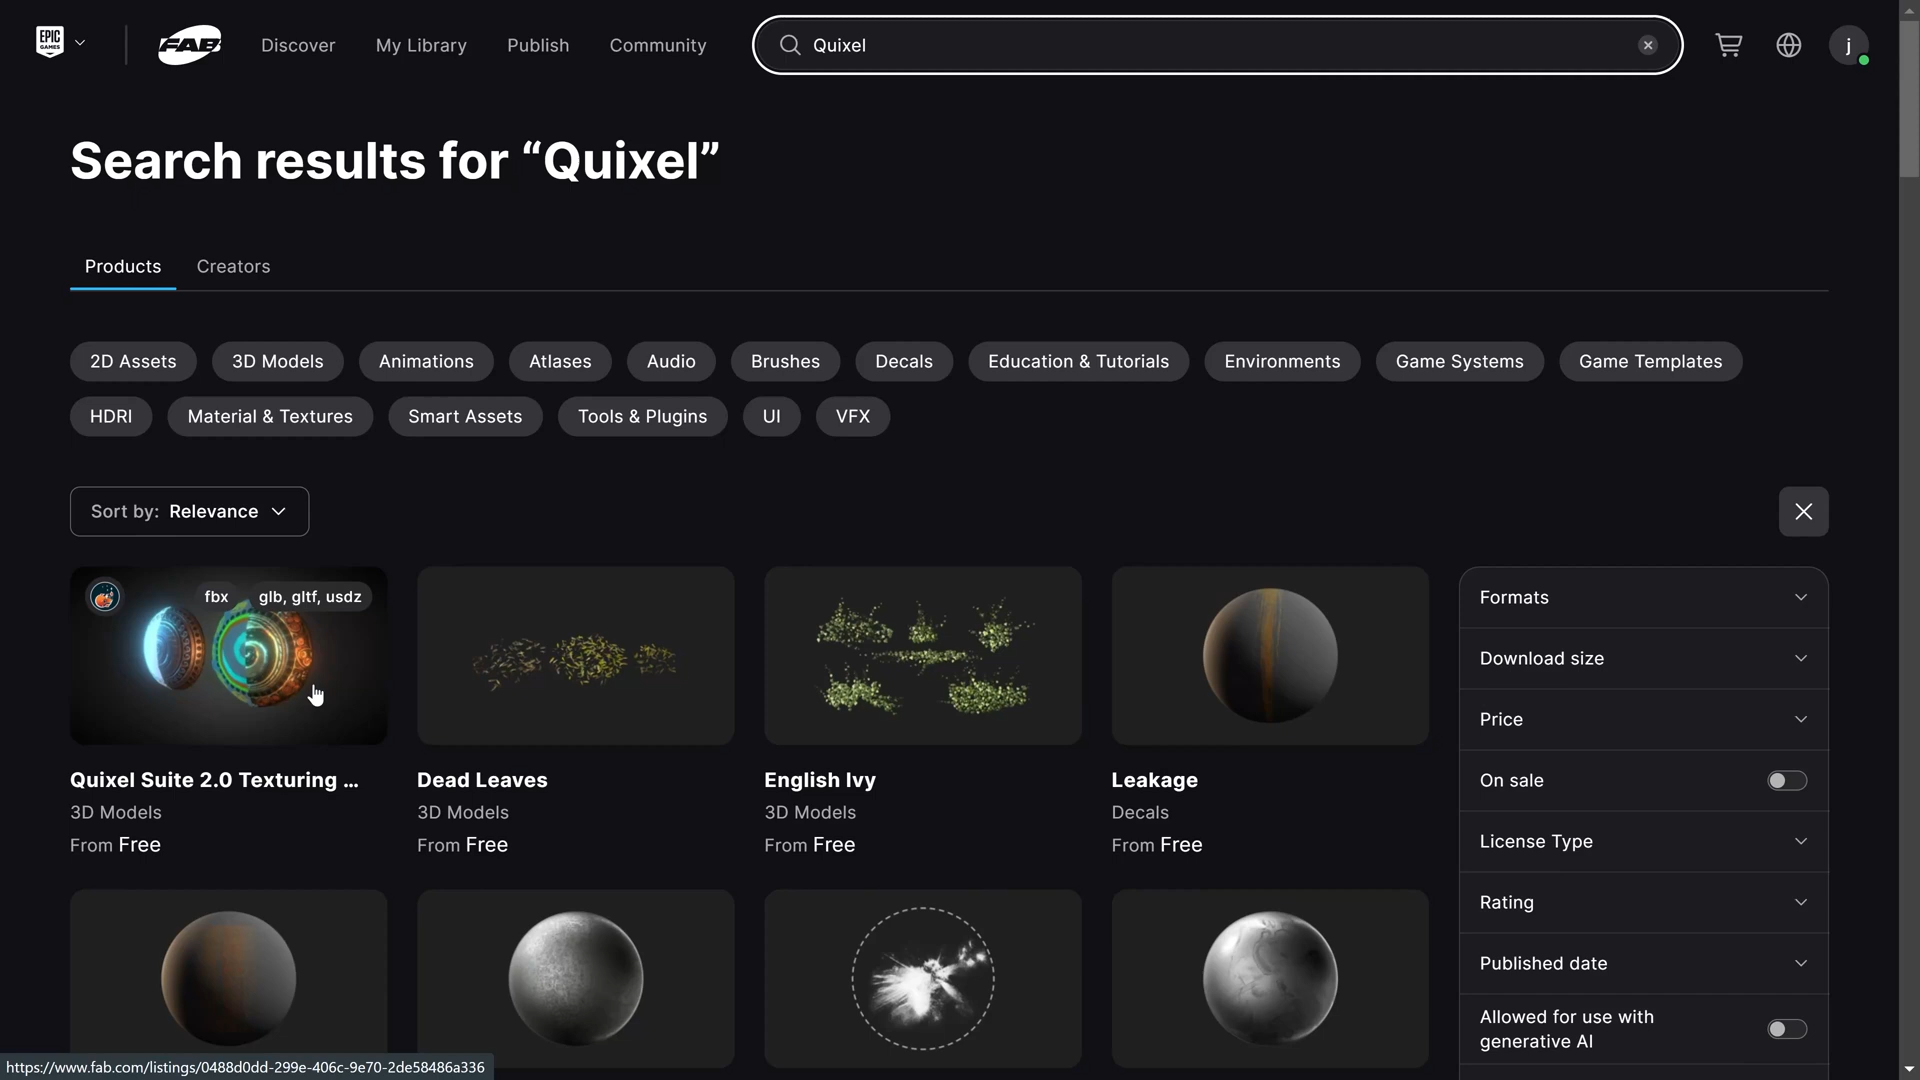 EPIC GAMES
FAB
Discover
My Library
Publish
Community
Quixel
j
Search results for “Quixel”
Products
Creators
2D Assets
3D Models
Animations
Atlases
Audio
Brushes
Decals
Education & Tutorials
Environments
Game Systems
Game Templates
HDRI
Material & Textures
Smart Assets
Tools & Plugins
UI
VFX
Sort by: Relevance
fbx
glb, gltf, usdz
Quixel Suite 2.0 Texturing ...
3D Models
From Free
Dead Leaves
3D Models
From Free
English Ivy
3D Models
From Free
Leakage
Decals
From Free
Formats
Download size
Price
On sale
License Type
Rating
Published date
Allowed for use with
generative AI
https://www.fab.com/listings/0488d0dd-299e-406c-9e70-2de58486a336